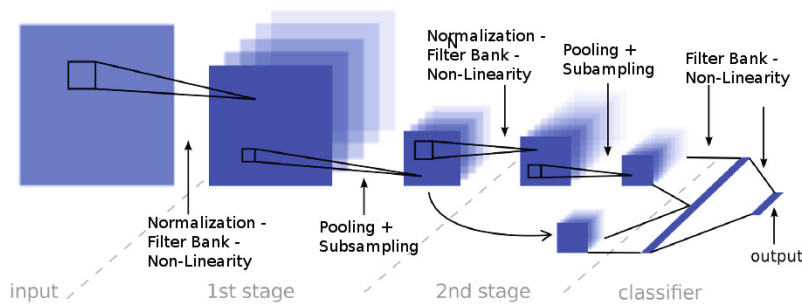 Normalization -
Filter Bank -
Non-Linearity
Pooling +
Subsampling
N
Normalization -
Filter Bank -
Non-Linearity
Pooling +
Subampling
Filter Bank -
Non-Linearity
output
input
1st stage
2nd stage
classifier